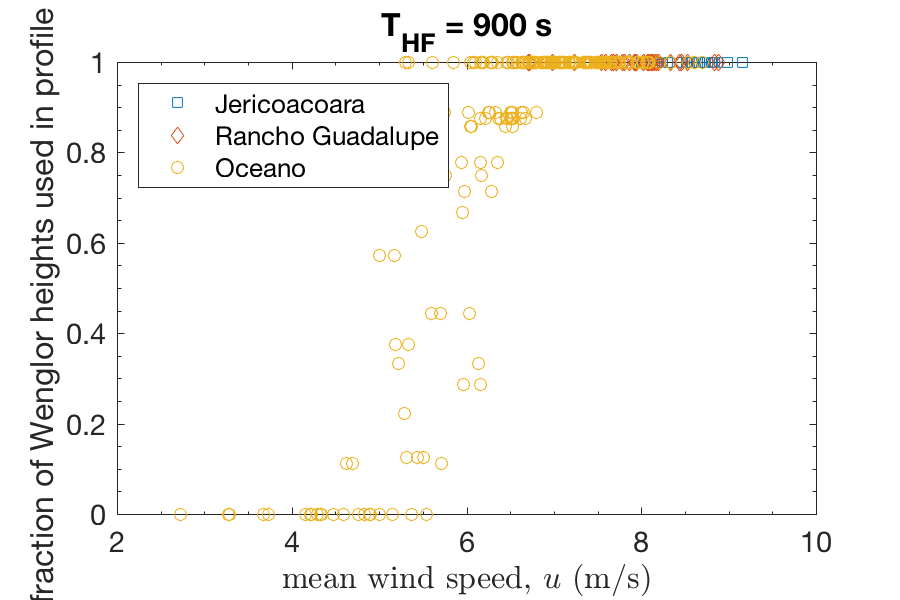 T_HF = 900 s
fraction of Wenglor heights used in profile
1
0.8
0.6
0.4
0.2
0
Jericoacoara
Rancho Guadalupe
Oceano
2 4 6 8 10
mean wind speed, u (m/s)